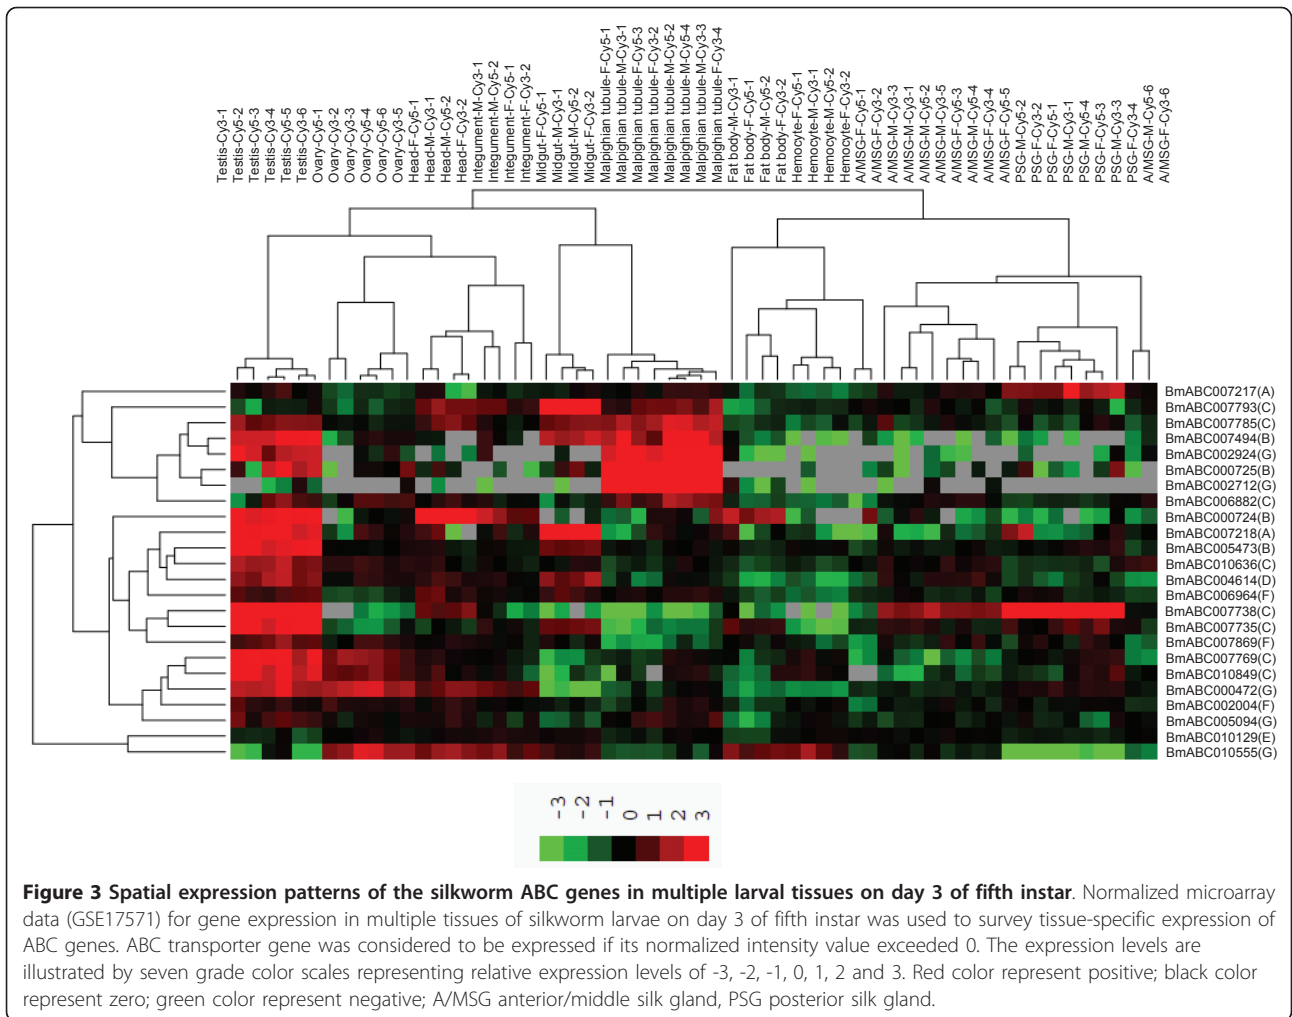 Testis-Cy3-1
Testis-Cy5-2
Testis-Cy5-3
Testis-Cy3-4
Testis-Cy5-5
Testis-Cy3-6
Ovary-Cy5-1
Ovary-Cy3-2
Ovary-Cy3-3
Ovary-Cy5-4
Ovary-Cy5-6
Ovary-Cy3-5
Head-F-Cy5-1
Head-M-Cy3-1
Head-M-Cy5-2
Head-F-Cy3-2
Integument-M-Cy3-1
Integument-M-Cy5-2
Integument-F-Cy5-1
Integument-F-Cy3-2
Midgut-F-Cy5-1
Midgut-M-Cy3-1
Midgut-M-Cy5-2
Midgut-F-Cy3-2
Malpighian tubule-F-Cy5-1
Malpighian tubule-M-Cy3-1
Malpighian tubule-F-Cy5-3
Malpighian tubule-F-Cy3-2
Malpighian tubule-M-Cy5-2
Malpighian tubule-M-Cy5-4
Malpighian tubule-M-Cy3-3
Malpighian tubule-F-Cy3-4
Fat body-M-Cy3-1
Fat body-F-Cy5-1
Fat body-M-Cy5-2
Fat body-F-Cy3-2
Hemocyte-F-Cy5-1
Hemocyte-M-Cy3-1
Hemocyte-M-Cy5-2
Hemocyte-F-Cy3-2
A/MSG-F-Cy5-1
A/MSG-F-Cy3-2
A/MSG-M-Cy3-3
A/MSG-M-Cy3-1
A/MSG-M-Cy5-2
A/MSG-M-Cy3-5
A/MSG-F-Cy5-3
A/MSG-M-Cy5-4
A/MSG-F-Cy3-4
A/MSG-F-Cy5-5
PSG-M-Cy5-2
PSG-F-Cy3-2
PSG-F-Cy5-1
PSG-M-Cy3-1
PSG-M-Cy5-4
PSG-F-Cy5-3
PSG-M-Cy3-3
PSG-F-Cy3-4
A/MSG-M-Cy5-6
A/MSG-F-Cy3-6
BmABC007217(A)
BmABC007793(C)
BmABC007785(C)
BmABC007494(B)
BmABC002924(G)
BmABC000725(B)
BmABC002712(G)
BmABC006882(C)
BmABC000724(B)
BmABC007218(A)
BmABC005473(B)
BmABC010636(C)
BmABC004614(D)
BmABC006964(F)
BmABC007738(C)
BmABC007735(C)
BmABC007869(F)
BmABC007769(C)
BmABC010849(C)
BmABC000472(G)
BmABC002004(F)
BmABC005094(G)
BmABC010129(E)
BmABC010555(G)
-3 -2 -1 0 1 2 3
Figure 3 Spatial expression patterns of the silkworm ABC genes in multiple larval tissues on day 3 of fifth instar. Normalized microarray
data (GSE17571) for gene expression in multiple tissues of silkworm larvae on day 3 of fifth instar was used to survey tissue-specific expression of
ABC genes. ABC transporter gene was considered to be expressed if its normalized intensity value exceeded 0. The expression levels are
illustrated by seven grade color scales representing relative expression levels of -3, -2, -1, 0, 1, 2 and 3. Red color represent positive; black color
represent zero; green color represent negative; A/MSG anterior/middle silk gland, PSG posterior silk gland.